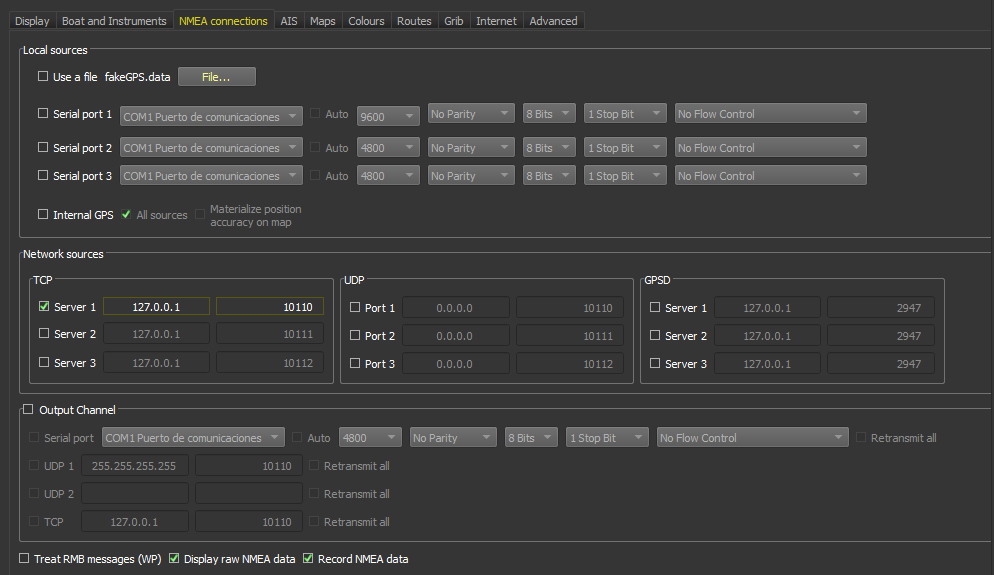 Display Boat and Instruments NMEA connections AIS Maps Colours Routes Grib Internet Advanced
Local sources
Use a file fakeGPS.data File...
Serial port 1 COM1 Puerto de comunicaciones Auto 9600 No Parity 8 Bits 1 Stop Bit No Flow Control
Serial port 2 COM1 Puerto de comunicaciones Auto 4800 No Parity 8 Bits 1 Stop Bit No Flow Control
Serial port 3 COM1 Puerto de comunicaciones Auto 4800 No Parity 8 Bits 1 Stop Bit No Flow Control
Internal GPS All sources Materialize position
accuracy on map
Network sources
TCP UDP GPSD
Server 1 127.0.0.1 10110 Port 1 0.0.0.0 10110 Server 1 127.0.0.1 2947
Server 2 127.0.0.1 10111 Port 2 0.0.0.0 10111 Server 2 127.0.0.1 2947
Server 3 127.0.0.1 10112 Port 3 0.0.0.0 10112 Server 3 127.0.0.1 2947
Output Channel
Serial port COM1 Puerto de comunicaciones Auto 4800 No Parity 8 Bits 1 Stop Bit No Flow Control Retransmit all
UDP 1 255.255.255.255 10110 Retransmit all
UDP 2 Retransmit all
TCP 127.0.0.1 10110 Retransmit all
Treat RMB messages (WP) Display raw NMEA data Record NMEA data